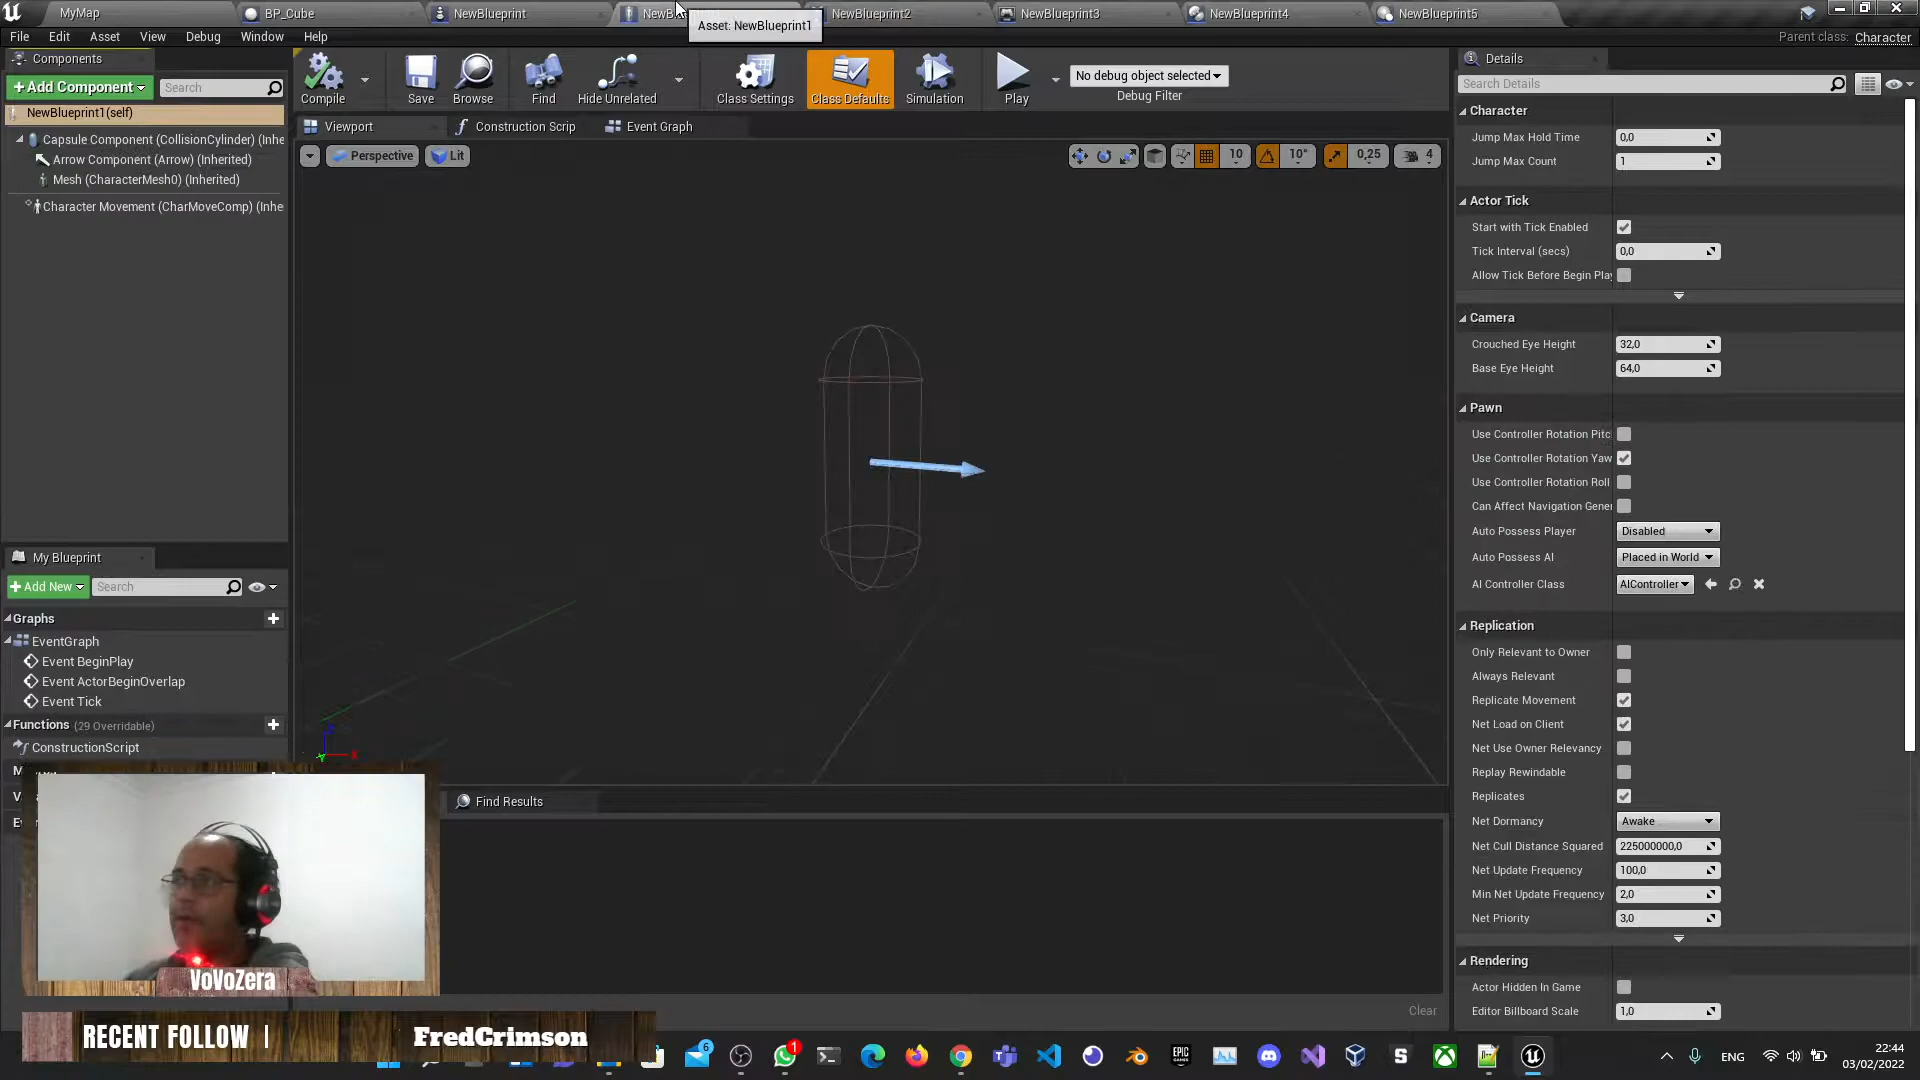 MyMap
BP_Cube
NewBlueprint
NewBlueprint1
NewBlueprint2
NewBlueprint3
NewBlueprint4
NewBlueprint5
Asset: NewBlueprint1
File Edit Asset View Debug Window Help
Parent class: Character
Components
+Add Component
Search
NewBlueprint1(self)
Capsule Component (CollisionCylinder) (Inhe
Arrow Component (Arrow) (Inherited)
Mesh (CharacterMesh0) (Inherited)
Character Movement (CharMoveComp) (Inhe
Compile
Save
Browse
Find
Hide Unrelated
Class Settings
Class Defaults
Simulation
Play
No debug object selected
Debug Filter
Viewport
Construction Scrip
Event Graph
Perspective
Lit
10
10°
0,25
4
My Blueprint
+Add New
Search
Graphs
EventGraph
Event BeginPlay
Event ActorBeginOverlap
Event Tick
Functions (29 Overridable)
ConstructionScript
Find Results
Clear
Details
Search Details
Character
Jump Max Hold Time 0,0
Jump Max Count 1
Actor Tick
Start with Tick Enabled
Tick Interval (secs) 0,0
Allow Tick Before Begin Play
Camera
Crouched Eye Height 32,0
Base Eye Height 64,0
Pawn
Use Controller Rotation Pitc
Use Controller Rotation Yaw
Use Controller Rotation Roll
Can Affect Navigation Gener
Auto Possess Player Disabled
Auto Possess AI Placed in World
AI Controller Class AIController
Replication
Only Relevant to Owner
Always Relevant
Replicate Movement
Net Load on Client
Net Use Owner Relevancy
Replay Rewindable
Replicates
Net Dormancy Awake
Net Cull Distance Squared 225000000,0
Net Update Frequency 100,0
Min Net Update Frequency 2,0
Net Priority 3,0
Rendering
Actor Hidden In Game
Editor Billboard Scale 1,0
VoVoZera
RECENT FOLLOW | FredCrimson
6
1
EPIC GAMES
ENG
22:44
03/02/2022